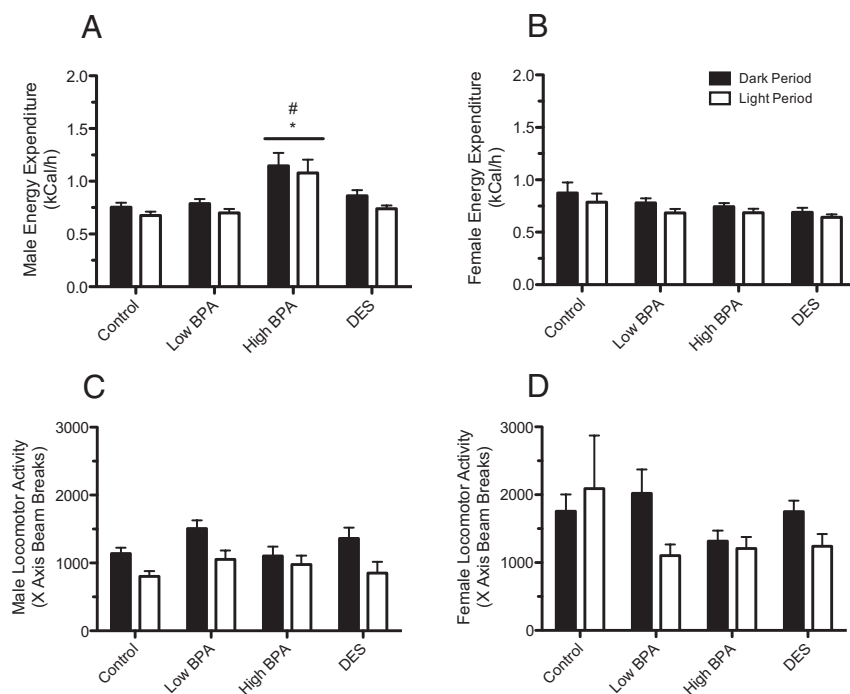 A
Male Energy Expenditure
(kCal/h)
2.0
1.5
1.0
0.5
0.0
#
*
Control
Low BPA
High BPA
DES
B
Female Energy Expenditure
(kCal/h)
2.0
1.5
1.0
0.5
0.0
Dark Period
Light Period
Control
Low BPA
High BPA
DES
C
Male Locomotor Activity
(X Axis Beam Breaks)
3000
2000
1000
0
Control
Low BPA
High BPA
DES
D
Female Locomotor Activity
(X Axis Beam Breaks)
3000
2000
1000
0
Control
Low BPA
High BPA
DES